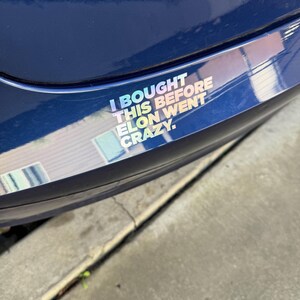 I BOUGHT
THIS BEFORE
ELON WENT
CRAZY.